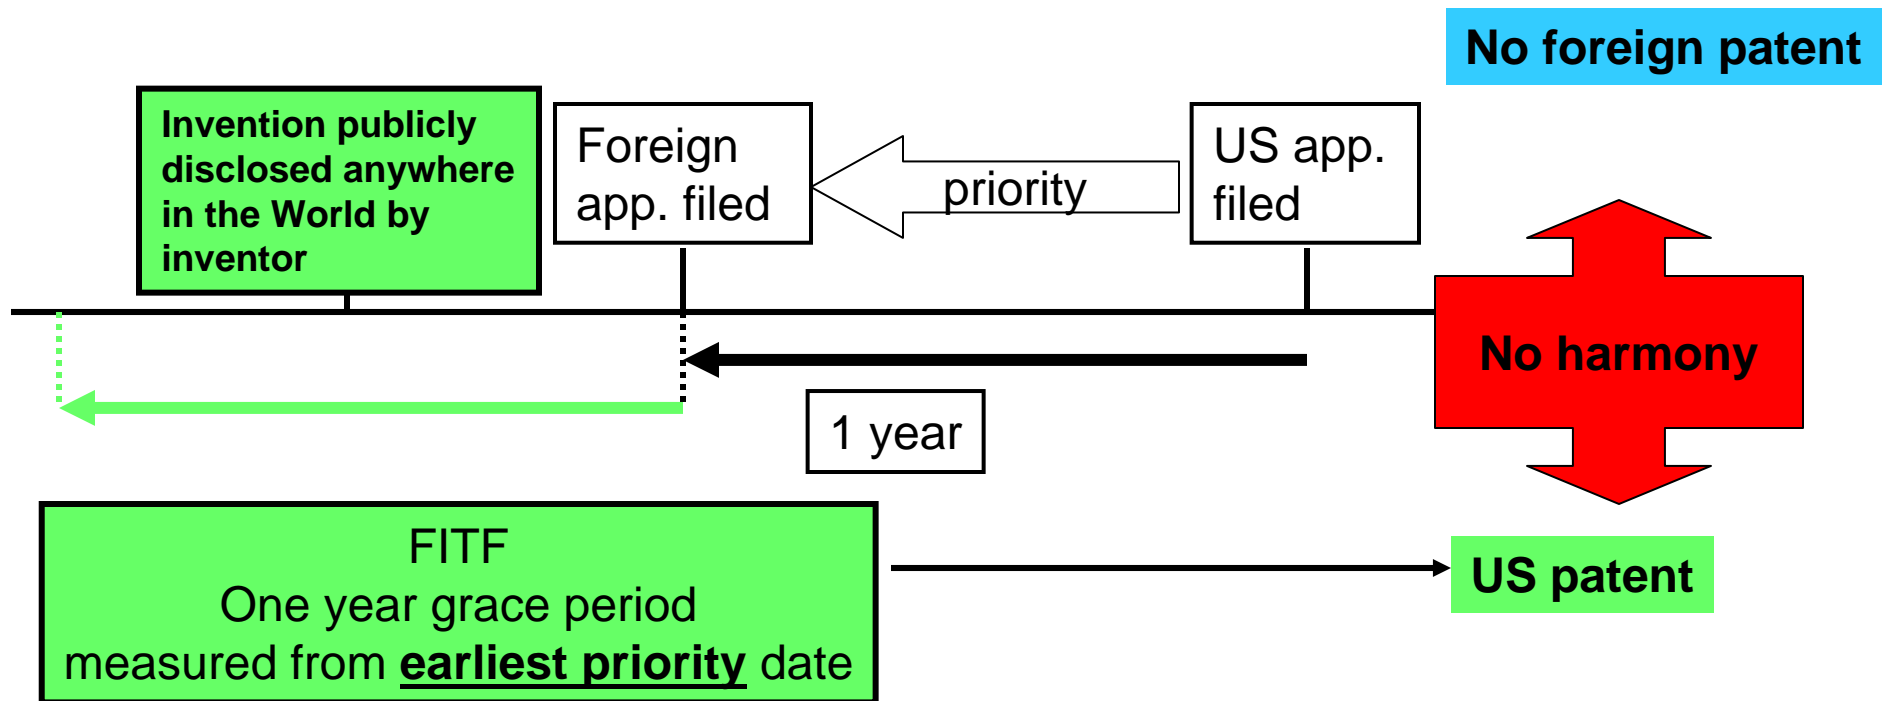 No foreign patent
Invention publicly
disclosed anywhere
in the World by
inventor
Foreign
app. filed
priority
US app.
filed
No harmony
1 year
FITF
One year grace period
measured from earliest priority date
US patent